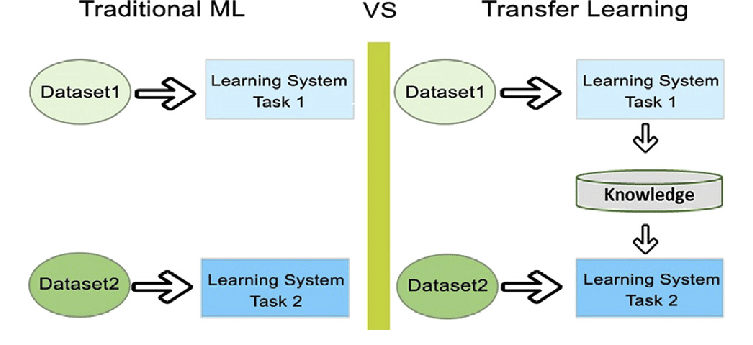 Traditional ML
VS
Transfer Learning
Dataset1
Learning System
Task 1
Dataset2
Learning System
Task 2
Dataset1
Learning System
Task 1
Knowledge
Dataset2
Learning System
Task 2